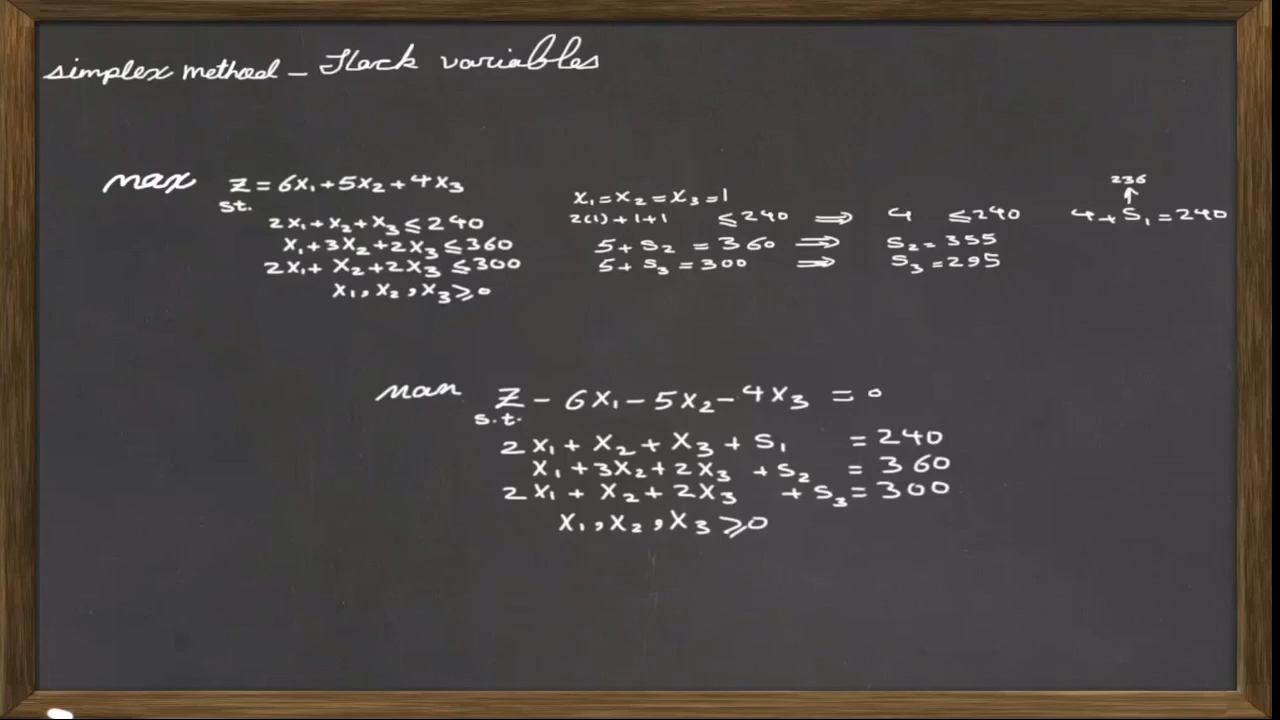 simplex method - Slack variables
max Z = 6x₁+5x₂+4x₃
st.
2x₁+x₂+x₃≤240
x₁+3x₂+2x₃≤360
2x₁+x₂+2x₃≤300
x₁,x₂,x₃≥0
x₁=x₂=x₃=1
2(1)+1+1 ≤240 ⇒ 4 ≤240
5+S₂ =360 ⇒ S₂=355
5+S₃=300 ⇒ S₃=295
236
↑
4+S₁=240
max Z - 6x₁-5x₂-4x₃ =0
s.t.
2x₁+x₂+x₃+S₁ =240
x₁+3x₂+2x₃ +S₂ =360
2x₁+x₂+2x₃ +S₃=300
x₁,x₂,x₃≥0